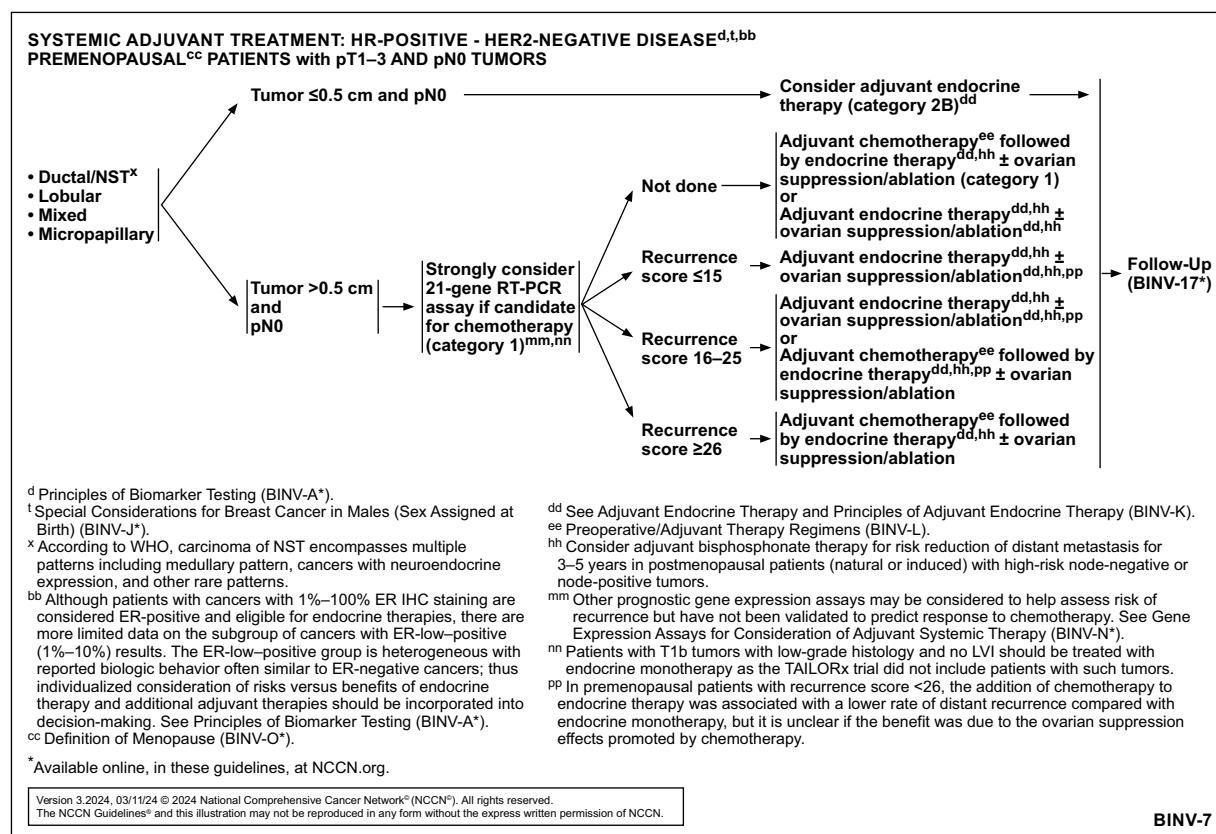 SYSTEMIC ADJUVANT TREATMENT: HR-POSITIVE - HER2-NEGATIVE DISEASEd,t,bb
PREMENOPAUSALcc PATIENTS with pT1–3 AND pN0 TUMORS
• Ductal/NSTx
• Lobular
• Mixed
• Micropapillary
Tumor ≤0.5 cm and pN0
Consider adjuvant endocrine
therapy (category 2B)dd
Tumor >0.5 cm
and
pN0
Strongly consider
21-gene RT-PCR
assay if candidate
for chemotherapy
(category 1)mm,nn
Not done
Adjuvant chemotherapyee followed
by endocrine therapydd,hh ± ovarian
suppression/ablation (category 1)
or
Adjuvant endocrine therapydd,hh ±
ovarian suppression/ablationdd,hh
Recurrence
score ≤15
Adjuvant endocrine therapydd,hh ±
ovarian suppression/ablationdd,hh,pp
Recurrence
score 16–25
Adjuvant endocrine therapydd,hh ±
ovarian suppression/ablationdd,hh,pp
or
Adjuvant chemotherapyee followed by
endocrine therapydd,hh,pp ± ovarian
suppression/ablation
Recurrence
score ≥26
Adjuvant chemotherapyee followed
by endocrine therapydd,hh ± ovarian
suppression/ablation
Follow-Up
(BINV-17*)
d Principles of Biomarker Testing (BINV-A*).
t Special Considerations for Breast Cancer in Males (Sex Assigned at
Birth) (BINV-J*).
x According to WHO, carcinoma of NST encompasses multiple
patterns including medullary pattern, cancers with neuroendocrine
expression, and other rare patterns.
bb Although patients with cancers with 1%–100% ER IHC staining are
considered ER-positive and eligible for endocrine therapies, there are
more limited data on the subgroup of cancers with ER-low–positive
(1%–10%) results. The ER-low–positive group is heterogeneous with
reported biologic behavior often similar to ER-negative cancers; thus
individualized consideration of risks versus benefits of endocrine
therapy and additional adjuvant therapies should be incorporated into
decision-making. See Principles of Biomarker Testing (BINV-A*).
cc Definition of Menopause (BINV-O*).
*Available online, in these guidelines, at NCCN.org.
dd See Adjuvant Endocrine Therapy and Principles of Adjuvant Endocrine Therapy (BINV-K).
ee Preoperative/Adjuvant Therapy Regimens (BINV-L).
hh Consider adjuvant bisphosphonate therapy for risk reduction of distant metastasis for
3–5 years in postmenopausal patients (natural or induced) with high-risk node-negative or
node-positive tumors.
mm Other prognostic gene expression assays may be considered to help assess risk of
recurrence but have not been validated to predict response to chemotherapy. See Gene
Expression Assays for Consideration of Adjuvant Systemic Therapy (BINV-N*).
nn Patients with T1b tumors with low-grade histology and no LVI should be treated with
endocrine monotherapy as the TAILORx trial did not include patients with such tumors.
pp In premenopausal patients with recurrence score <26, the addition of chemotherapy to
endocrine therapy was associated with a lower rate of distant recurrence compared with
endocrine monotherapy, but it is unclear if the benefit was due to the ovarian suppression
effects promoted by chemotherapy.
Version 3.2024, 03/11/24 © 2024 National Comprehensive Cancer Network© (NCCN©). All rights reserved.
The NCCN Guidelines® and this illustration may not be reproduced in any form without the express written permission of NCCN.
BINV-7